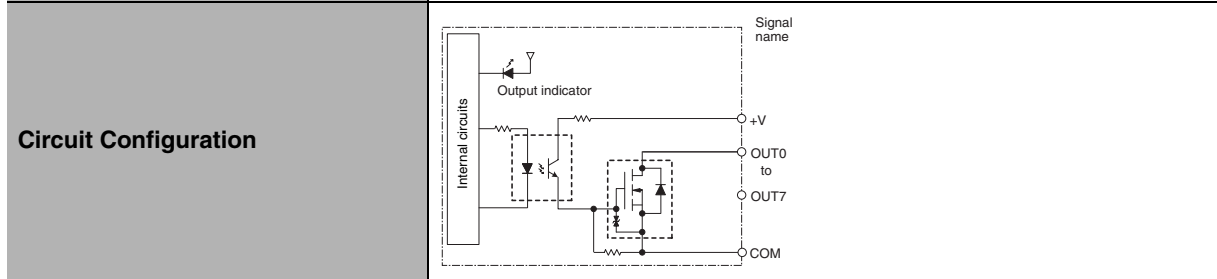 Circuit Configuration
Signal
name
Output indicator
Internal circuits
+V
OUT0
to
OUT7
COM